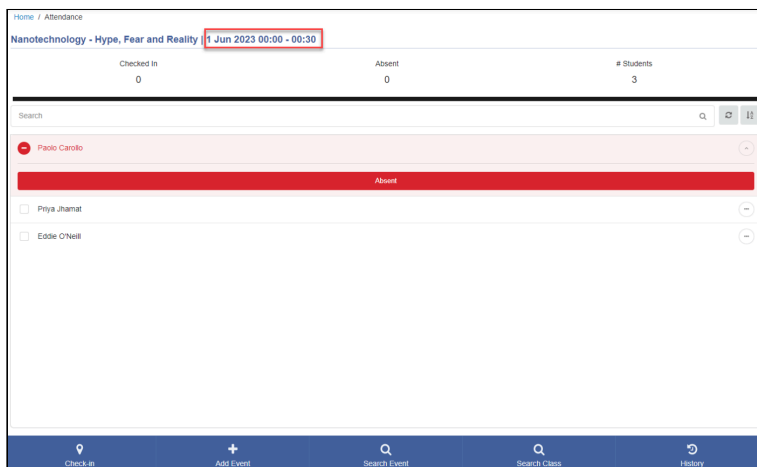 Home / Attendance
Nanotechnology - Hype, Fear and Reality | 1 Jun 2023 00:00 - 00:30
Checked In Absent # Students
0 0 3
Search
Paolo Carollo
Absent
Priya Jhamat
Eddie O'Neill
Check-in Add Event Search Event Search Class History